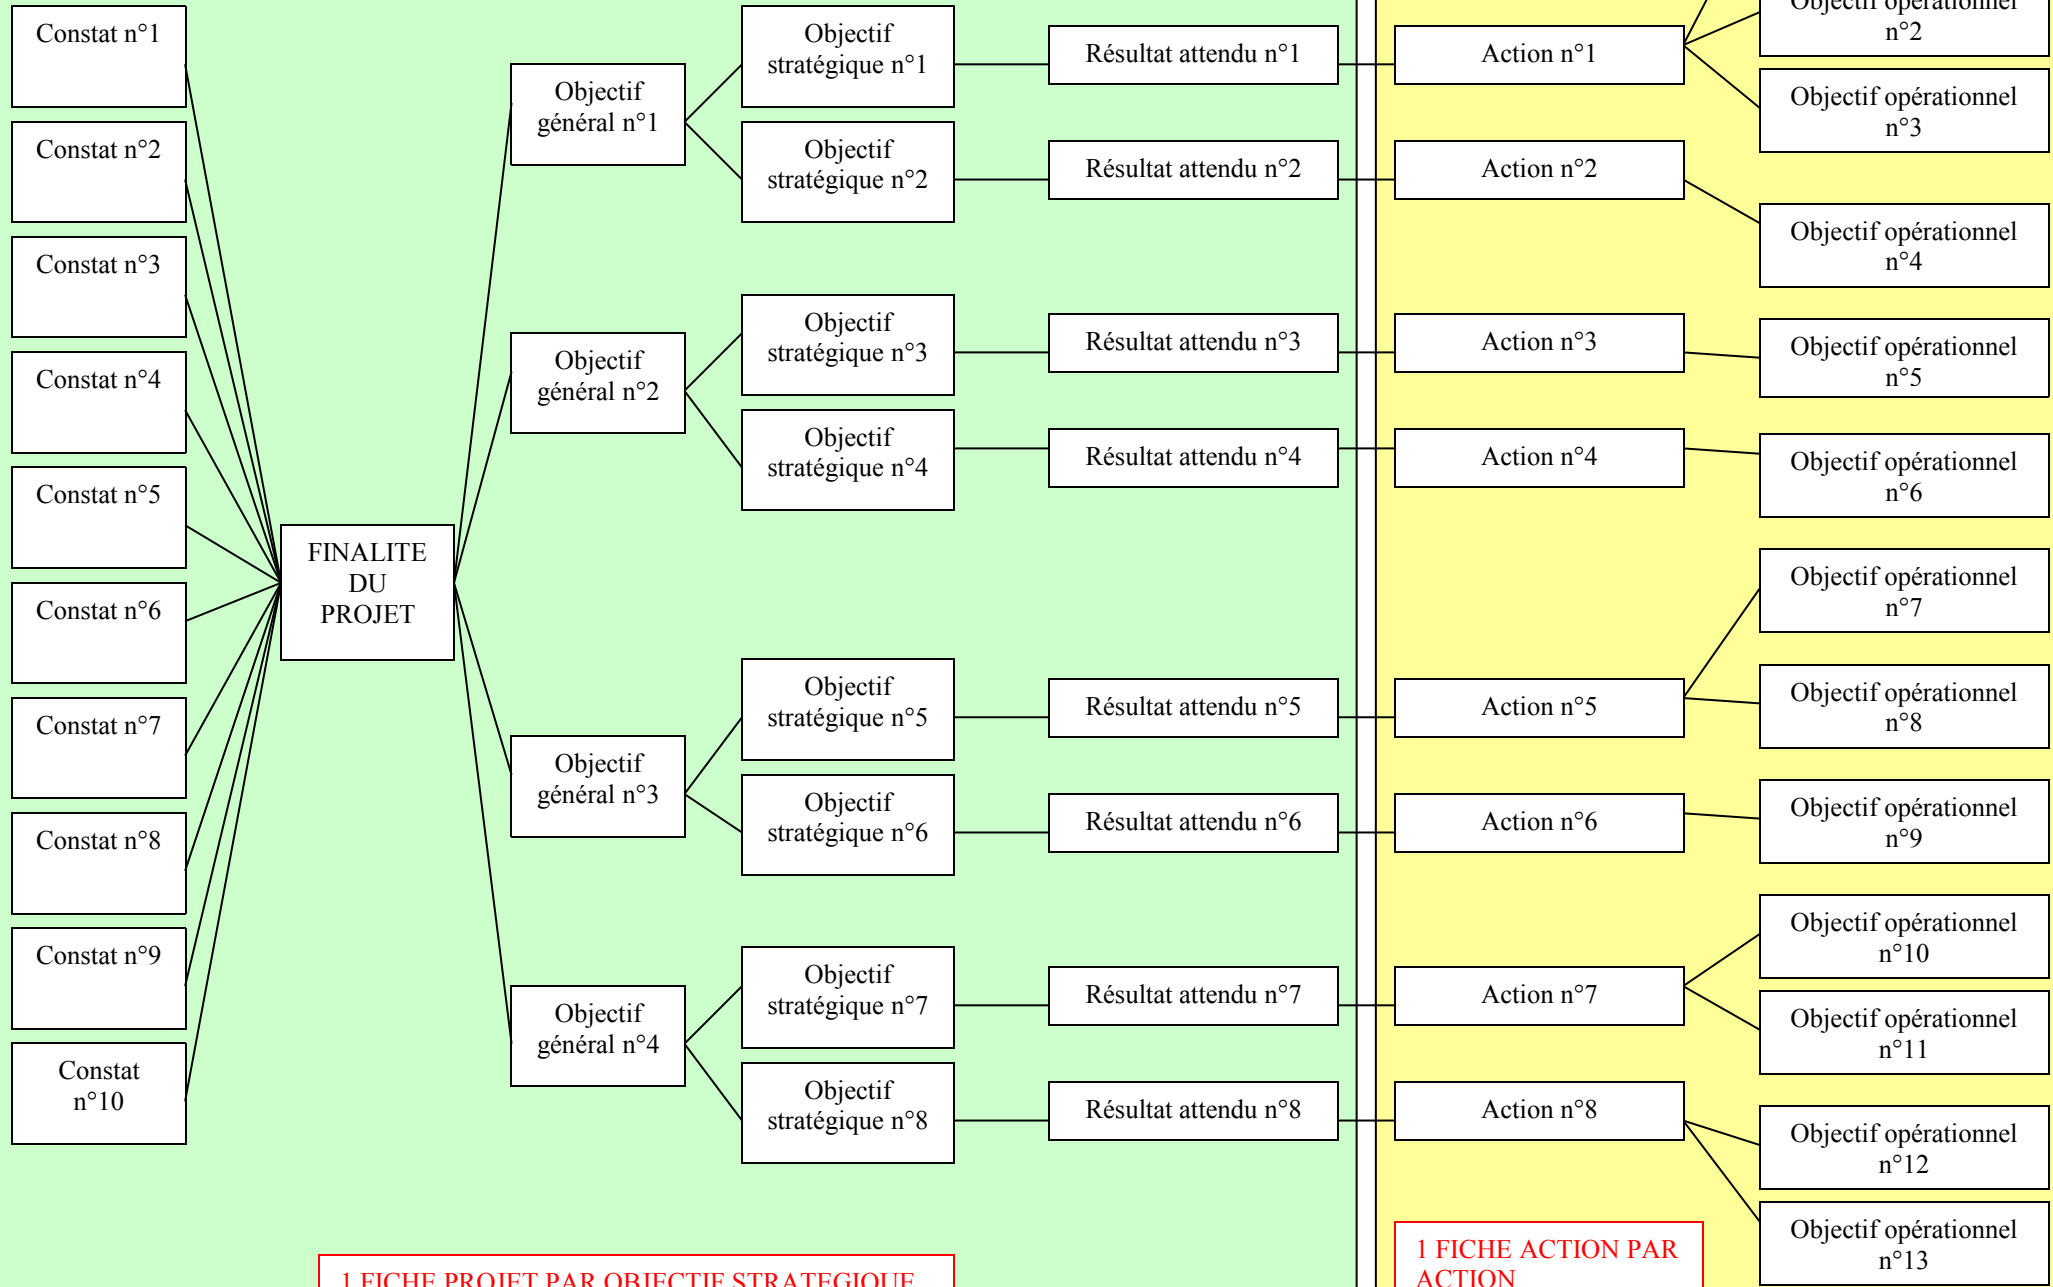 Constat n°1
Constat n°2
Constat n°3
Constat n°4
Constat n°5
Constat n°6
Constat n°7
Constat n°8
Constat n°9
Constat
n°10
FINALITE
DU
PROJET
Objectif
général n°1
Objectif
général n°2
Objectif
général n°3
Objectif
général n°4
Objectif
stratégique n°1
Objectif
stratégique n°2
Objectif
stratégique n°3
Objectif
stratégique n°4
Objectif
stratégique n°5
Objectif
stratégique n°6
Objectif
stratégique n°7
Objectif
stratégique n°8
Résultat attendu n°1
Résultat attendu n°2
Résultat attendu n°3
Résultat attendu n°4
Résultat attendu n°5
Résultat attendu n°6
Résultat attendu n°7
Résultat attendu n°8
Action n°1
Action n°2
Action n°3
Action n°4
Action n°5
Action n°6
Action n°7
Action n°8
Objectif opérationnel
n°2
Objectif opérationnel
n°3
Objectif opérationnel
n°4
Objectif opérationnel
n°5
Objectif opérationnel
n°6
Objectif opérationnel
n°7
Objectif opérationnel
n°8
Objectif opérationnel
n°9
Objectif opérationnel
n°10
Objectif opérationnel
n°11
Objectif opérationnel
n°12
Objectif opérationnel
n°13
1 FICHE PROJET PAR OBJECTIF STRATEGIQUE
1 FICHE ACTION PAR
ACTION